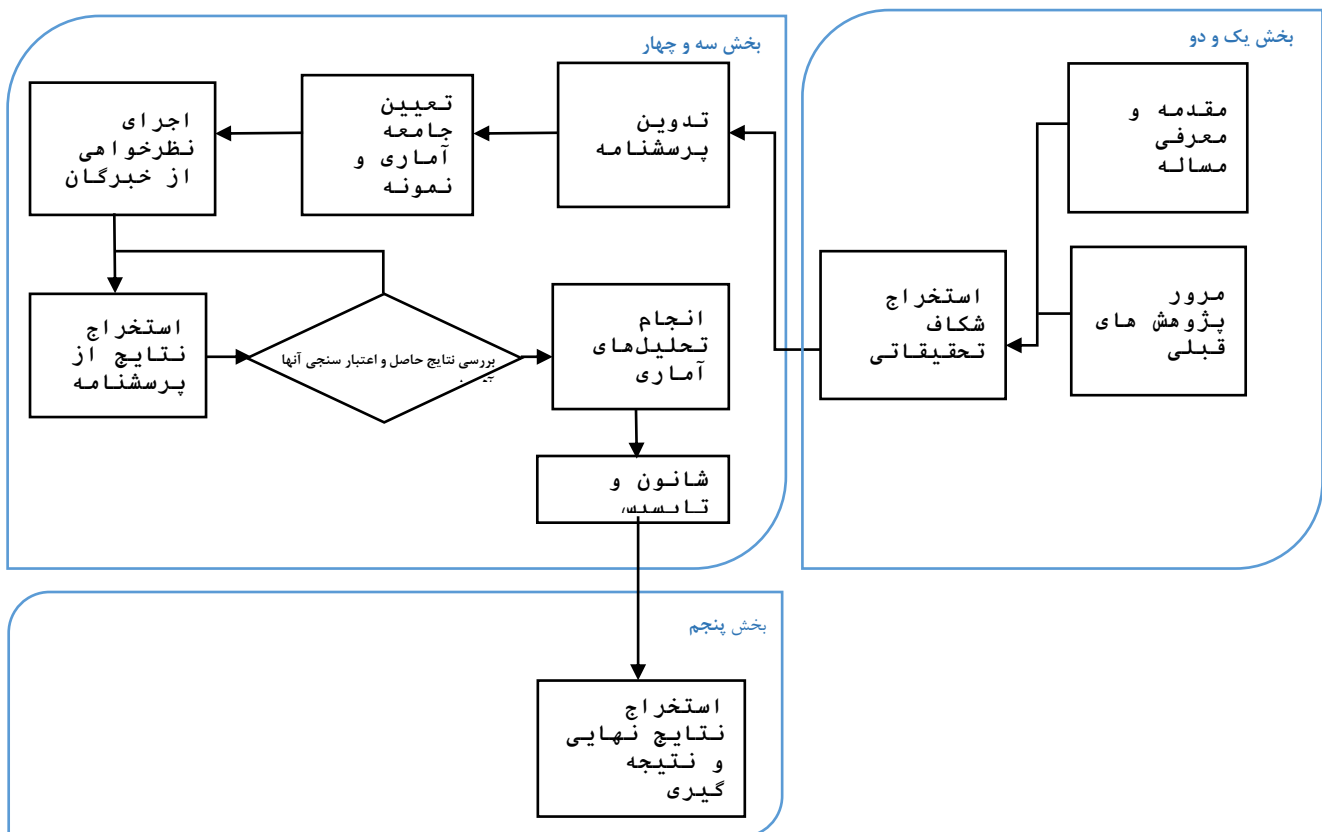 بخش یک و دو
مقدمه و
معرفی
مساله
مرور
پژوهش های
قبلی
استخراج
شکاف
تحقیقاتی
بخش سه و چهار
تدوین
پرسشنامه
تعیین
جامعه
آماری و
نمونه
اجرای
نظرخواهی
از خبرگان
استخراج
نتایج از
پرسشنامه
بررسی نتایج حاصل و اعتبار سنجی آنها
انجام
تحلیل‌های
آماری
شانون و
تاپسیس
بخش پنجم
استخراج
نتایج نهایی
و نتیجه
گیری